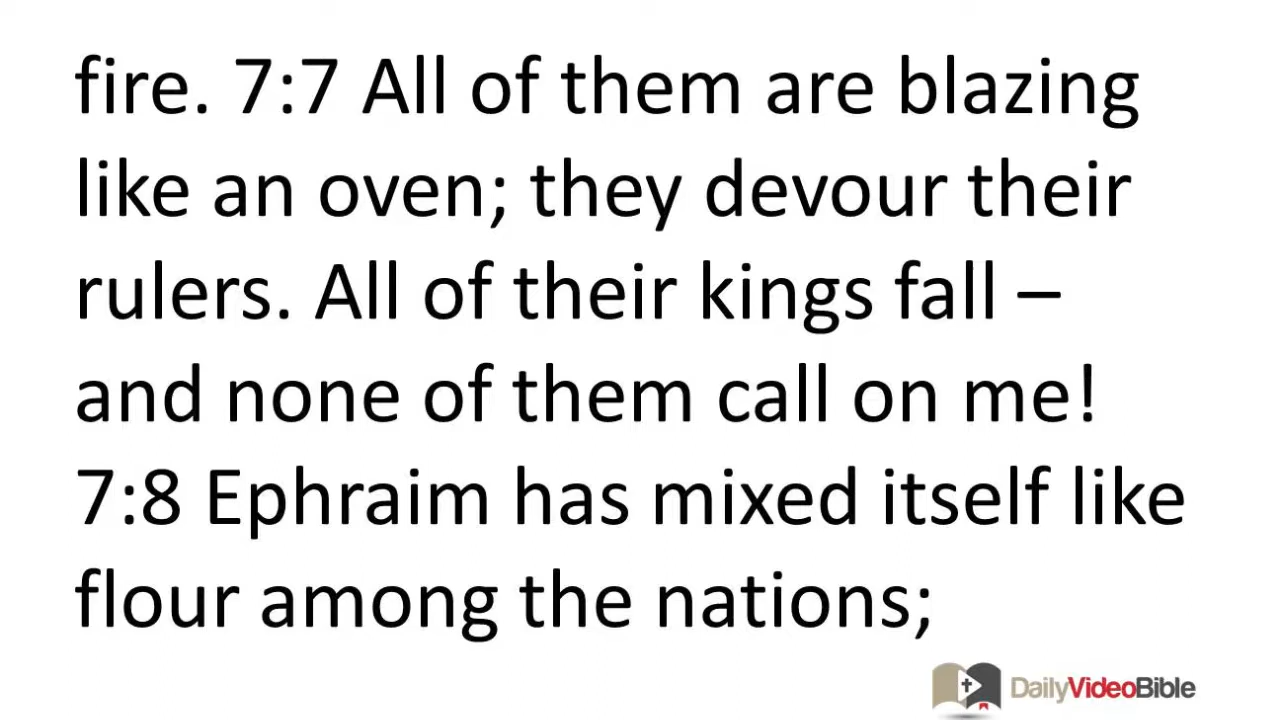 fire. 7:7 All of them are blazing
like an oven; they devour their
rulers. All of their kings fall –
and none of them call on me!
7:8 Ephraim has mixed itself like
flour among the nations;
DailyVideoBible